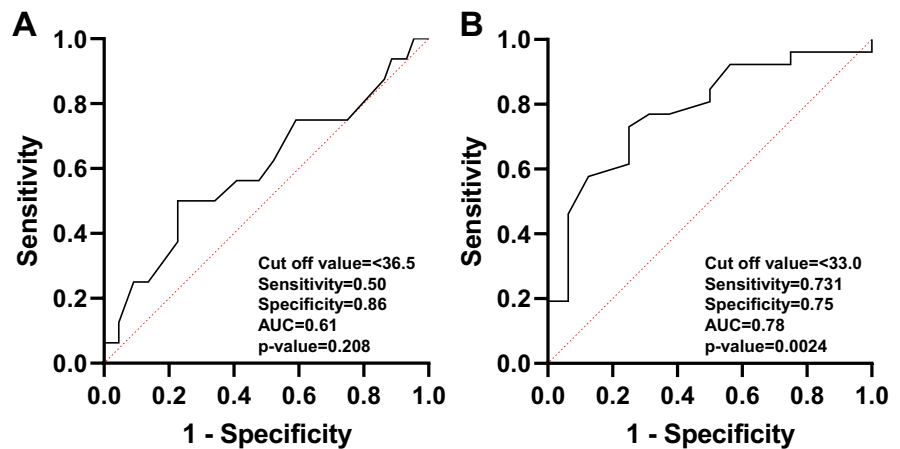 A
1.0
0.8
0.6
0.4
0.2
0.0
Sensitivity
Cut off value=<36.5
Sensitivity=0.50
Specificity=0.86
AUC=0.61
p-value=0.208
0.0 0.2 0.4 0.6 0.8 1.0
1 - Specificity
B
1.0
0.8
0.6
0.4
0.2
0.0
Sensitivity
Cut off value=<33.0
Sensitivity=0.731
Specificity=0.75
AUC=0.78
p-value=0.0024
0.0 0.2 0.4 0.6 0.8 1.0
1 - Specificity